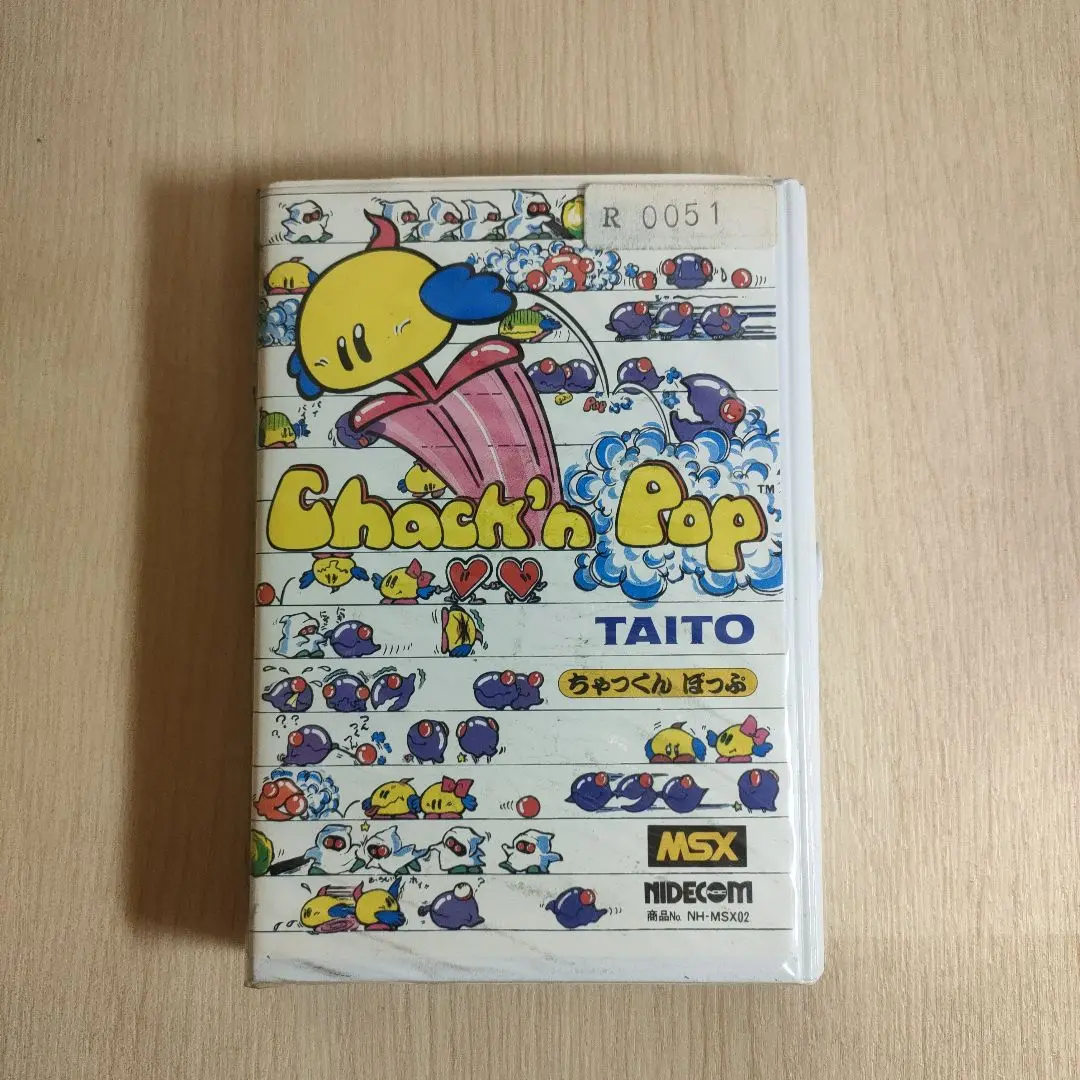 R 0051
Pop
Chack'n Pop™
TAITO
ちゃっくん ぽっぷ
???
?
MSX
NIDECOM
商品No. NH-MSX02